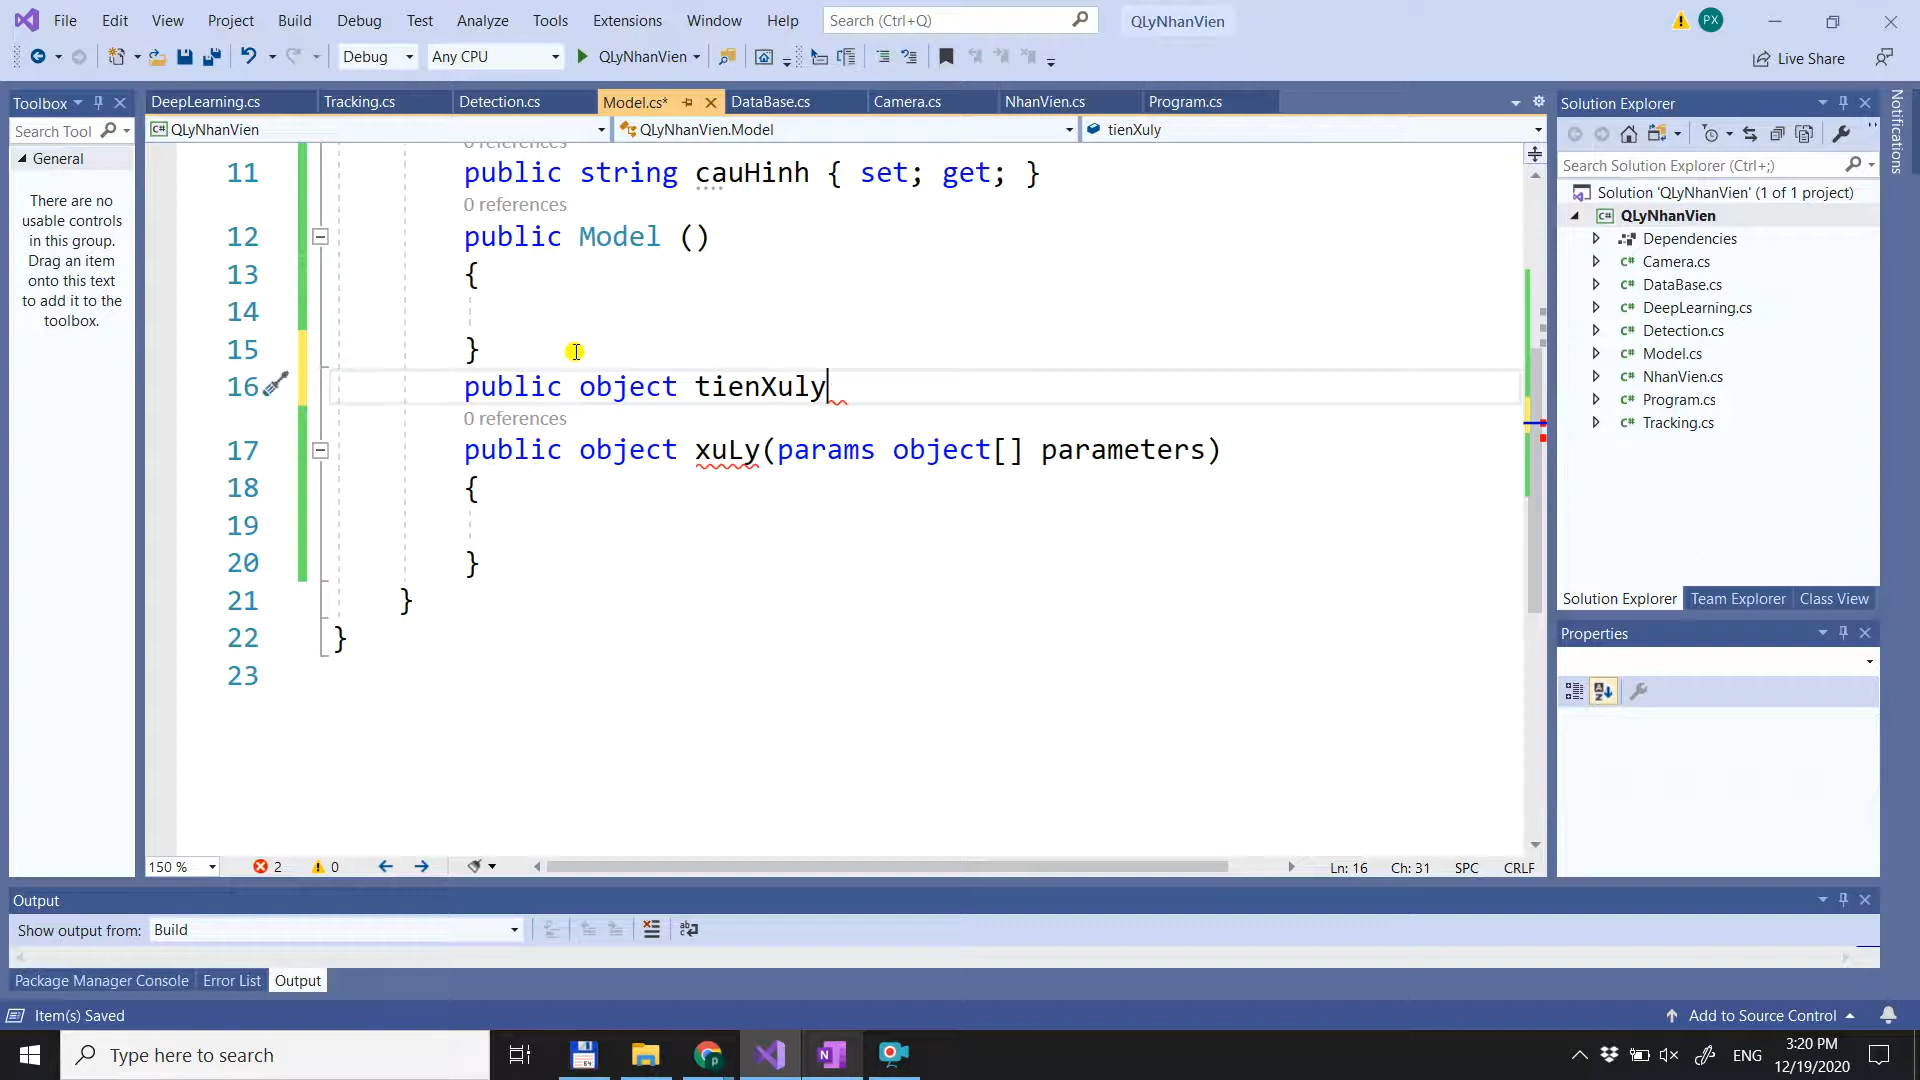 File Edit View Project Build Debug Test Analyze Tools Extensions Window Help Search (Ctrl+Q) QLyNhanVien PX
Debug Any CPU QLyNhanVien Live Share
Toolbox DeepLearning.cs Tracking.cs Detection.cs Model.cs* DataBase.cs Camera.cs NhanVien.cs Program.cs Solution Explorer Notifications
Search Tool QLyNhanVien QLyNhanVien.Model tienXuly
General
There are no
usable controls
in this group.
Drag an item
onto this text
to add it to the
toolbox.
0 references
11 public string cauHinh { set; get; }
0 references
12 public Model ()
13 {
14
15 }
16 public object tienXuly
0 references
17 public object xuLy(params object[] parameters)
18 {
19
20 }
21 }
22 }
23
150 % 2 0 Ln: 16 Ch: 31 SPC CRLF
Search Solution Explorer (Ctrl+;)
Solution 'QLyNhanVien' (1 of 1 project)
C# QLyNhanVien
Dependencies
C# Camera.cs
C# DataBase.cs
C# DeepLearning.cs
C# Detection.cs
C# Model.cs
C# NhanVien.cs
C# Program.cs
C# Tracking.cs
Solution Explorer Team Explorer Class View
Properties
Output
Show output from: Build
Package Manager Console Error List Output
Item(s) Saved Add to Source Control
Type here to search ENG 3:20 PM
12/19/2020